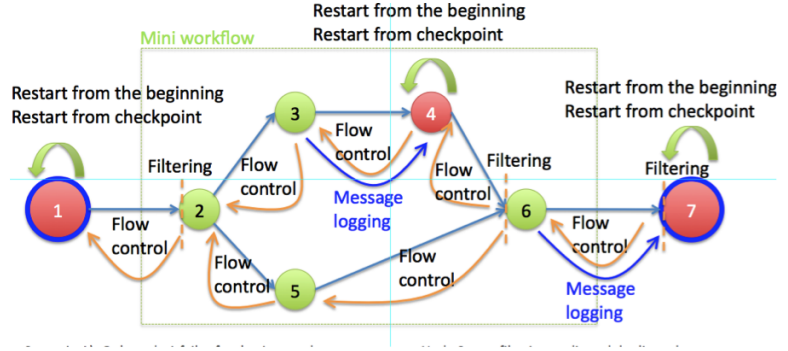 Restart from the beginning
Restart from checkpoint
Mini workflow
Restart from the beginning
Restart from checkpoint
Restart from the beginning
Restart from checkpoint
3
4
Flow
control
Filtering
Flow
control
Flow
control
Filtering
Filtering
Message
logging
1
2
6
7
Flow
control
Flow
control
Flow
control
Flow
control
5
Message
logging